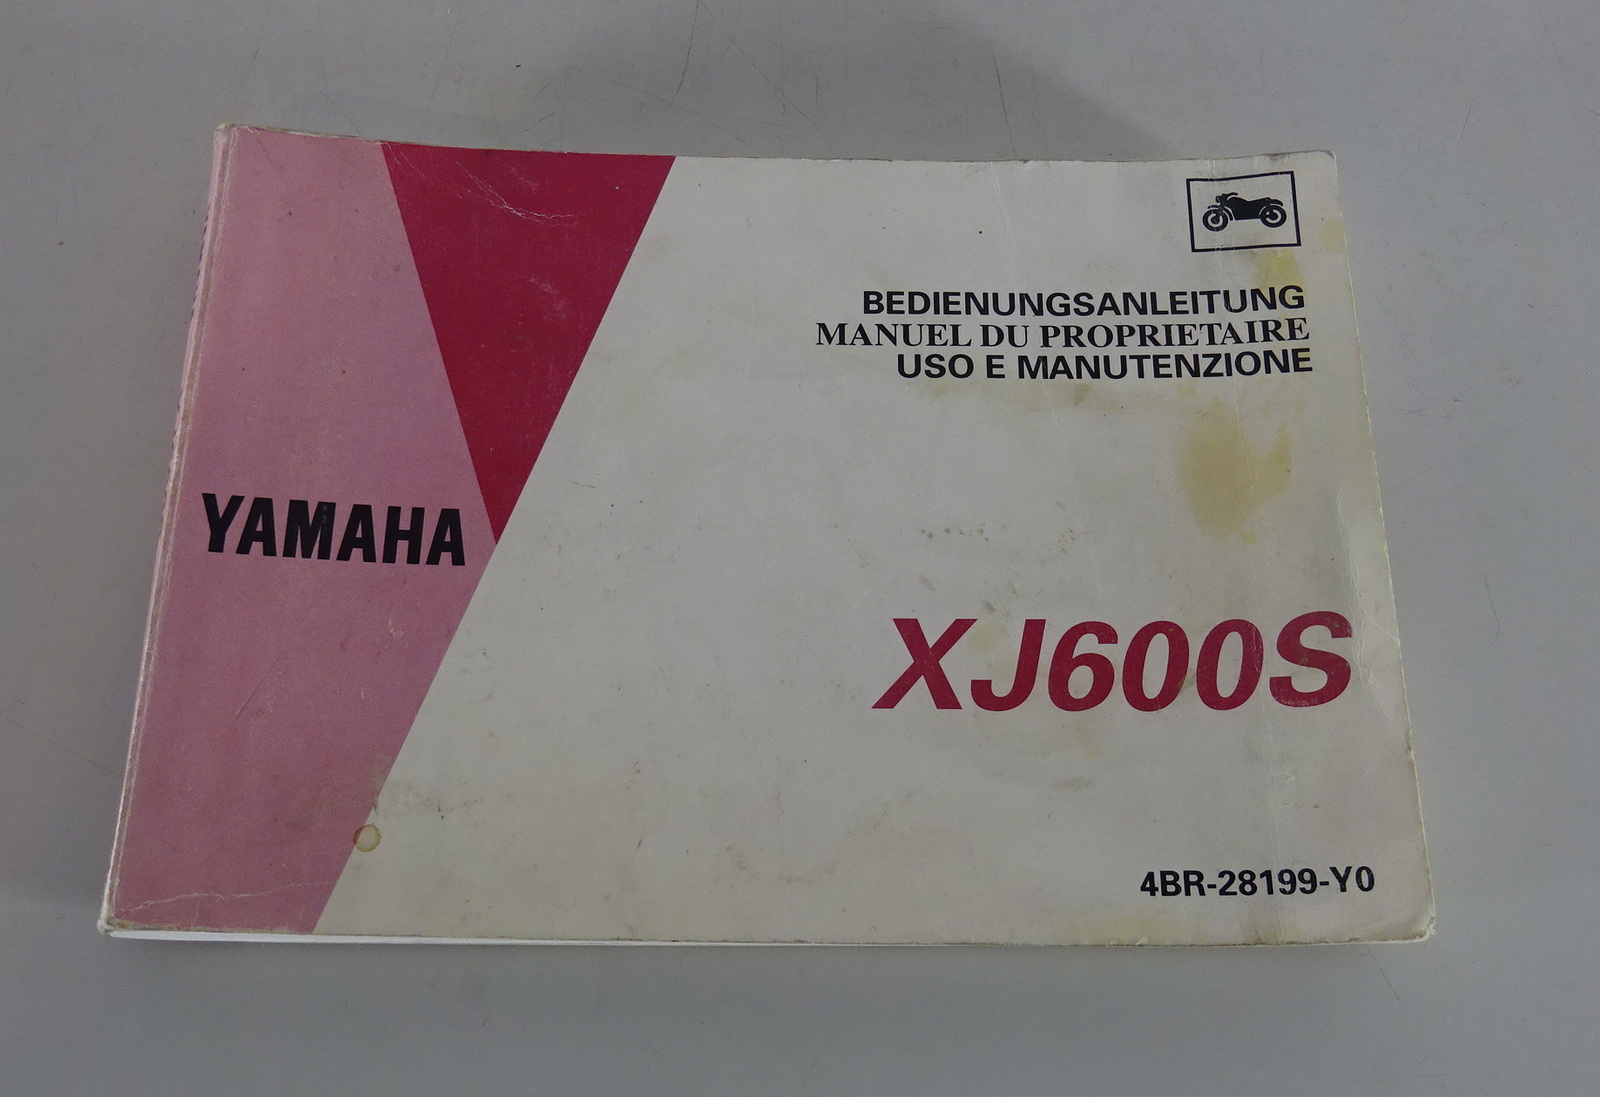 BEDIENUNGSANLEITUNG
MANUEL DU PROPRIETAIRE
USO E MANUTENZIONE
YAMAHA
XJ600S
4BR-28199-Y0